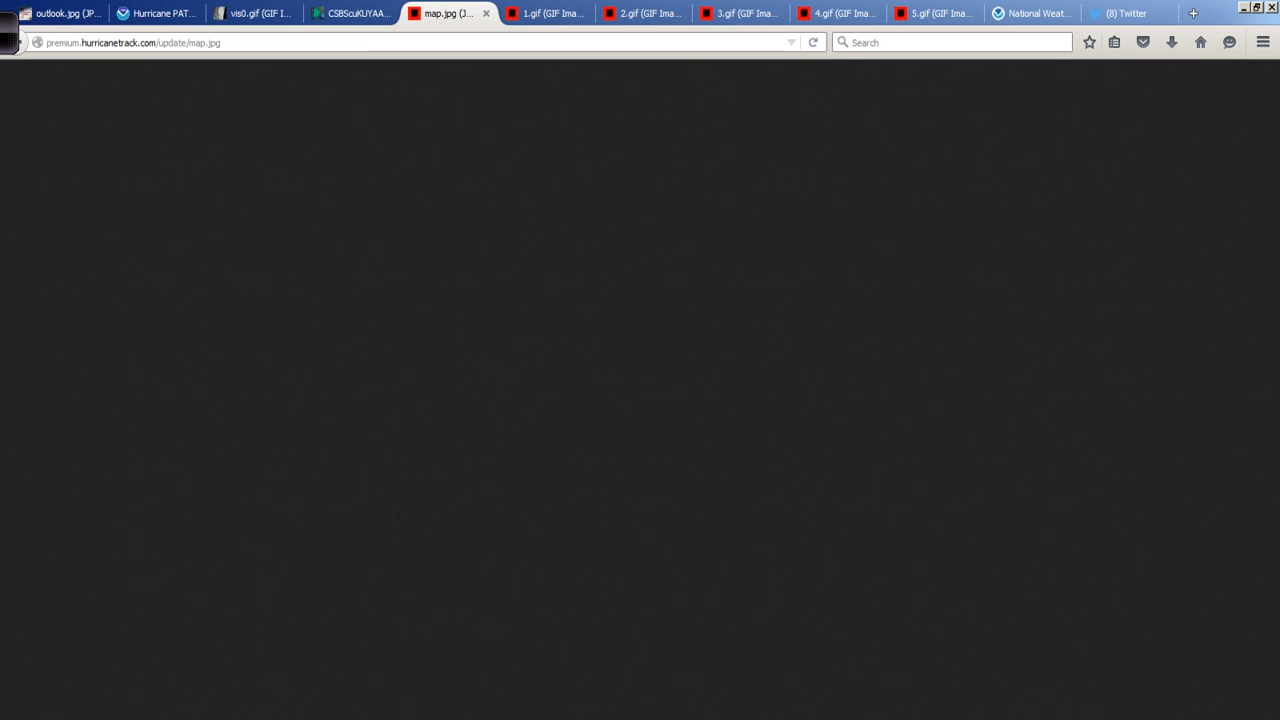 outlook.jpg (JP...
Hurricane PAT...
vis0.gif (GIF I...
CSBScuKUYAA...
map.jpg (J...
1.gif (GIF Ima...
2.gif (GIF Ima...
3.gif (GIF Ima...
4.gif (GIF Ima...
5.gif (GIF Ima...
National Weat...
(8) Twitter
premium.hurricanetrack.com/update/map.jpg
Search